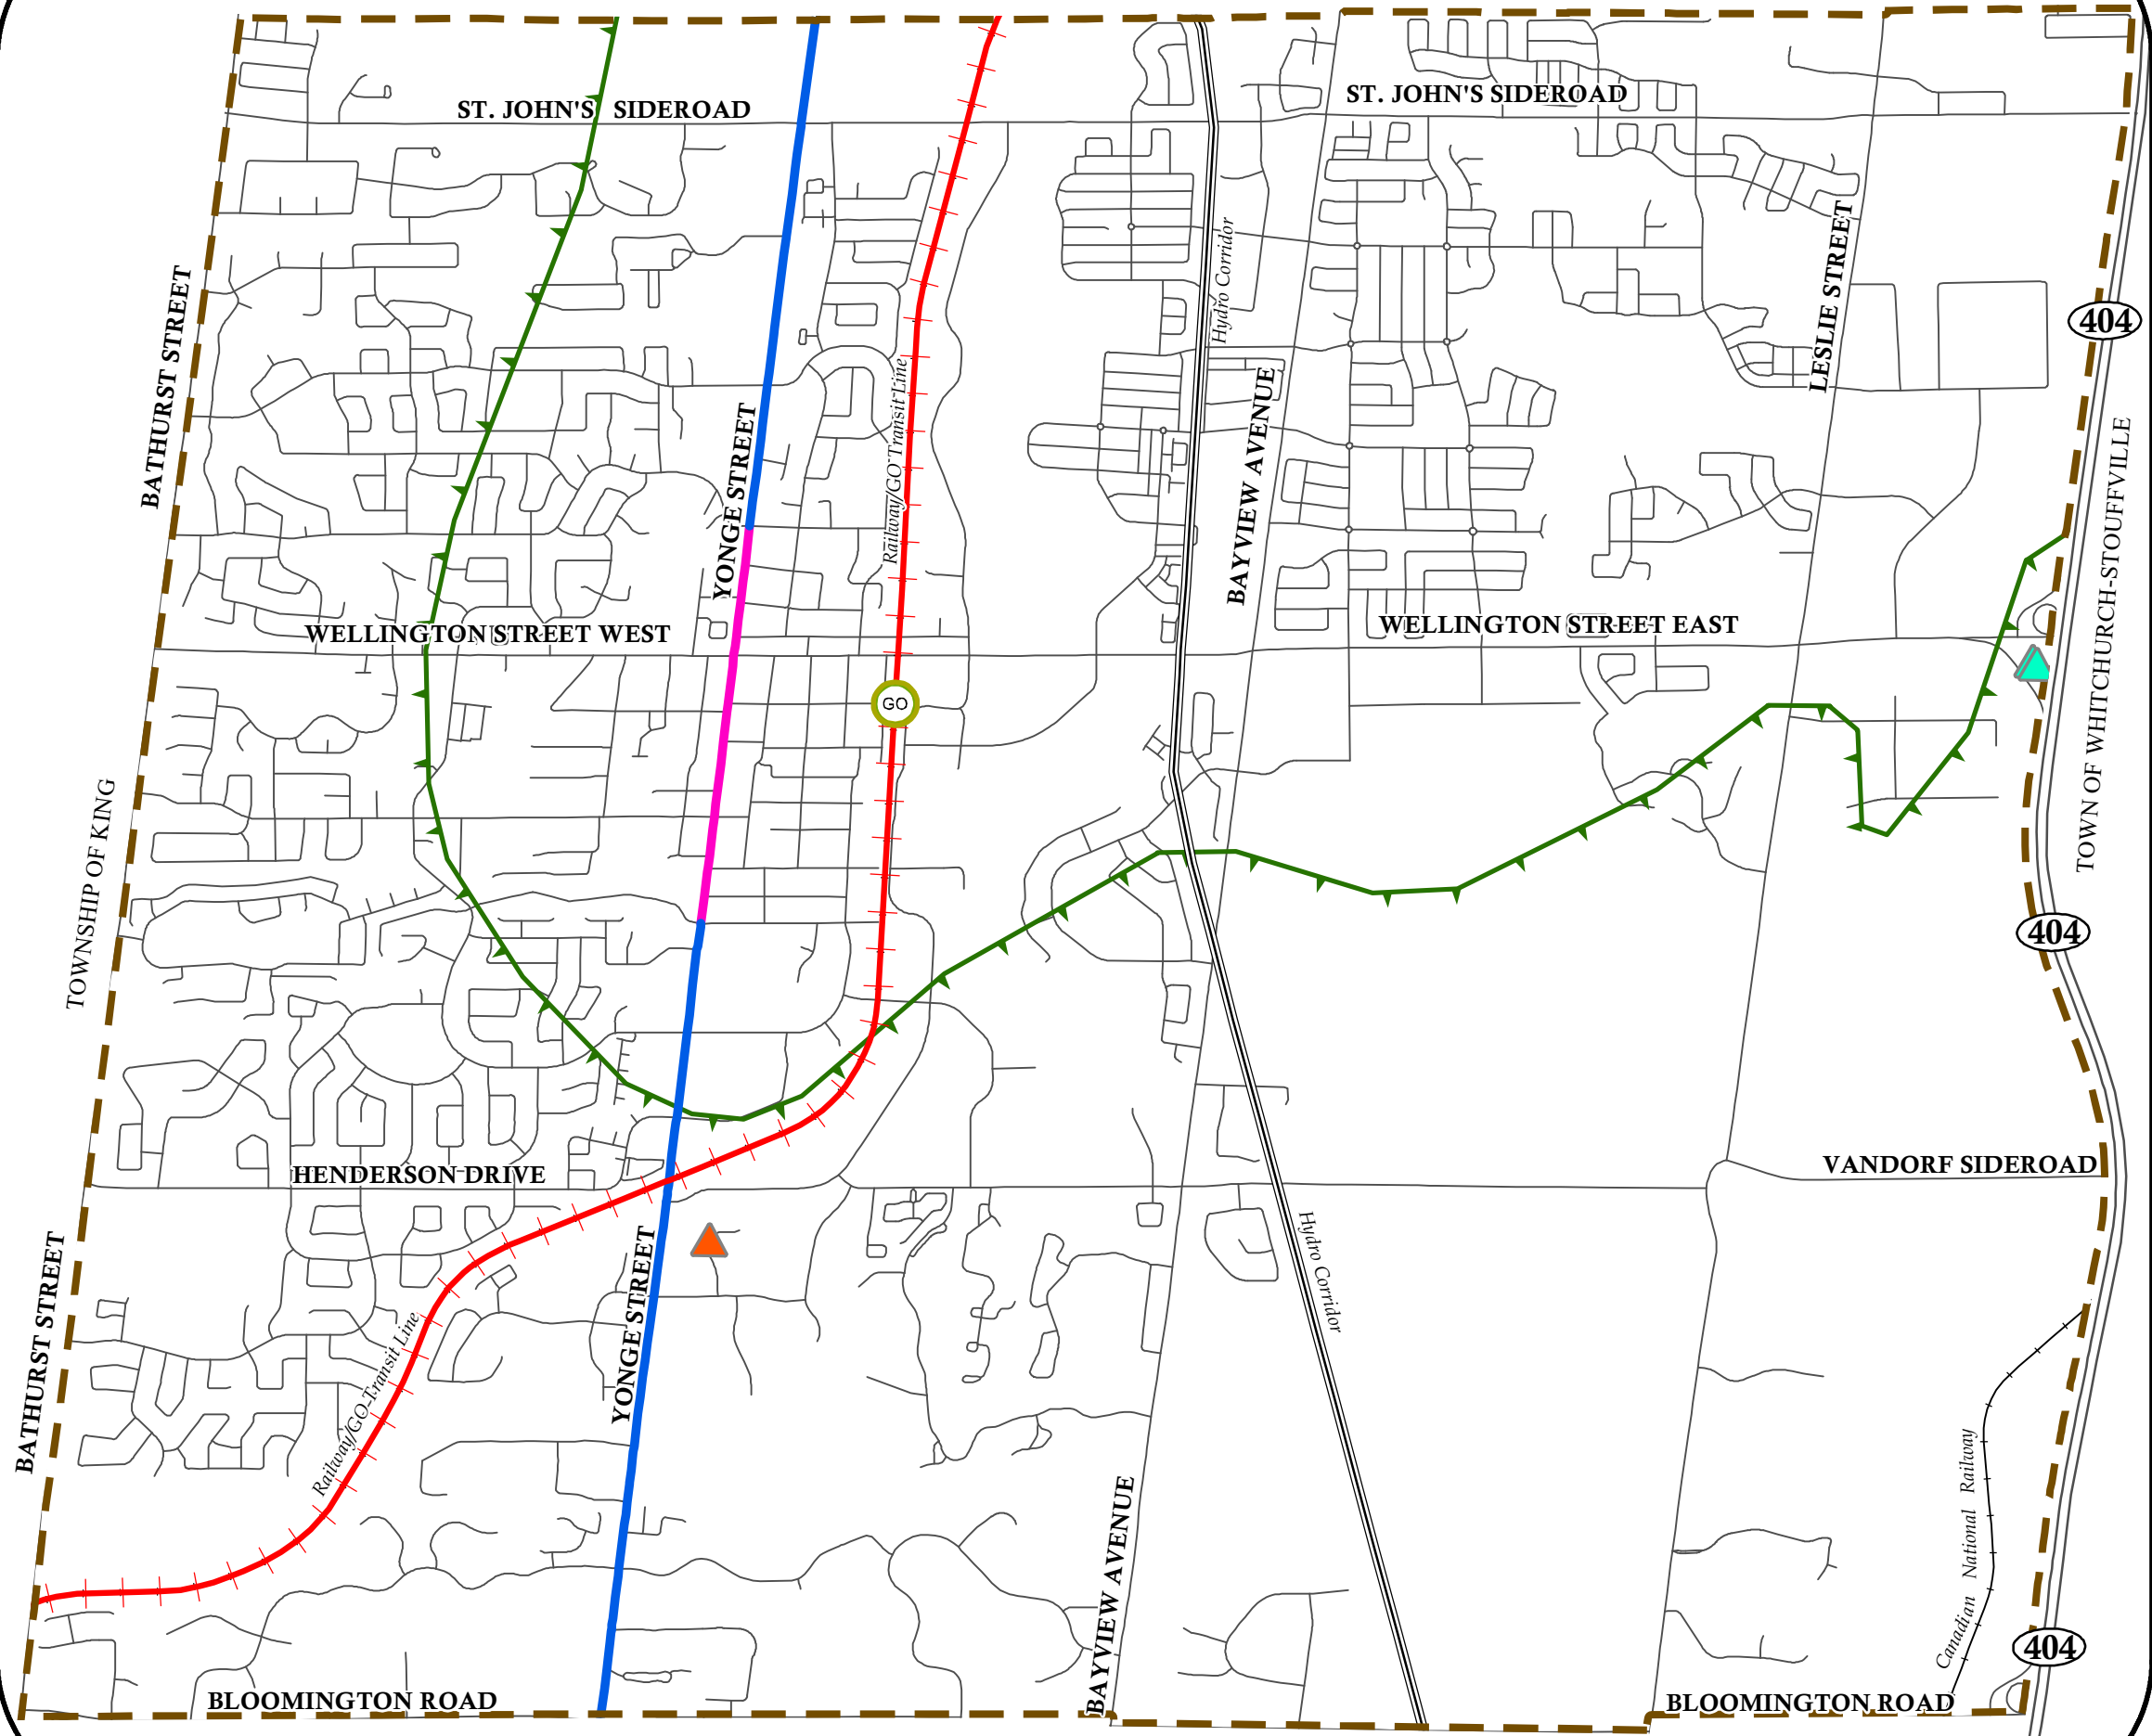 ST. JOHN'S SIDEROAD
ST. JOHN'S SIDEROAD
BATHURST STREET
Hydro Corridor
LESLIE STREET
404
YONGE STREET
Railway/GO Transit Line
BAYVIEW AVENUE
TOWN OF WHITCHURCH-STOUFFVILLE
WELLINGTON STREET WEST
WELLINGTON STREET EAST
GO
TOWNSHIP OF KING
404
HENDERSON DRIVE
VANDORF SIDEROAD
BATHURST STREET
YONGE STREET
Hydro Corridor
Railway/GO Transit Line
BAYVIEW AVENUE
Canadian National Railway
404
BLOOMINGTON ROAD
BLOOMINGTON ROAD